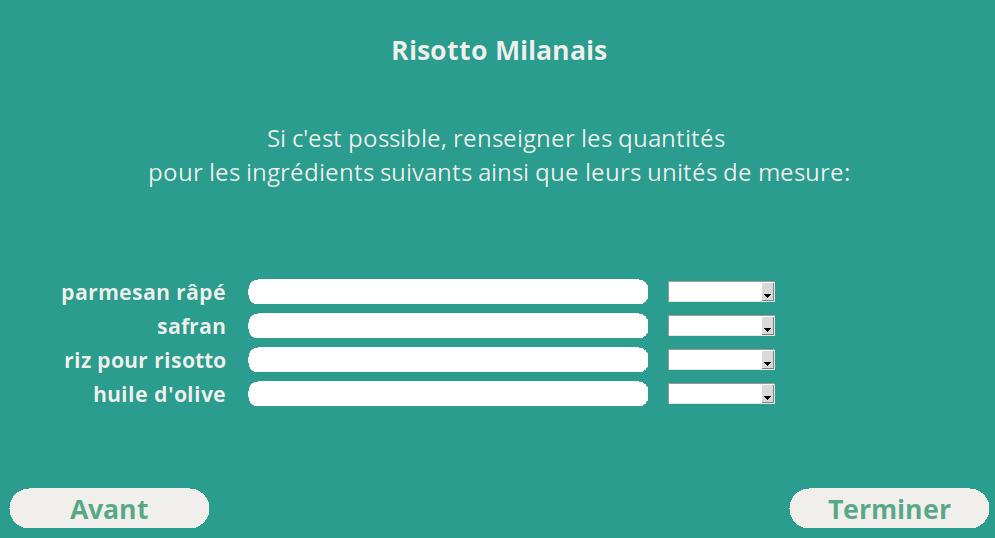 Risotto Milanais
Si c'est possible, renseigner les quantités
pour les ingrédients suivants ainsi que leurs unités de mesure:
parmesan râpé
safran
riz pour risotto
huile d'olive
Avant
Terminer